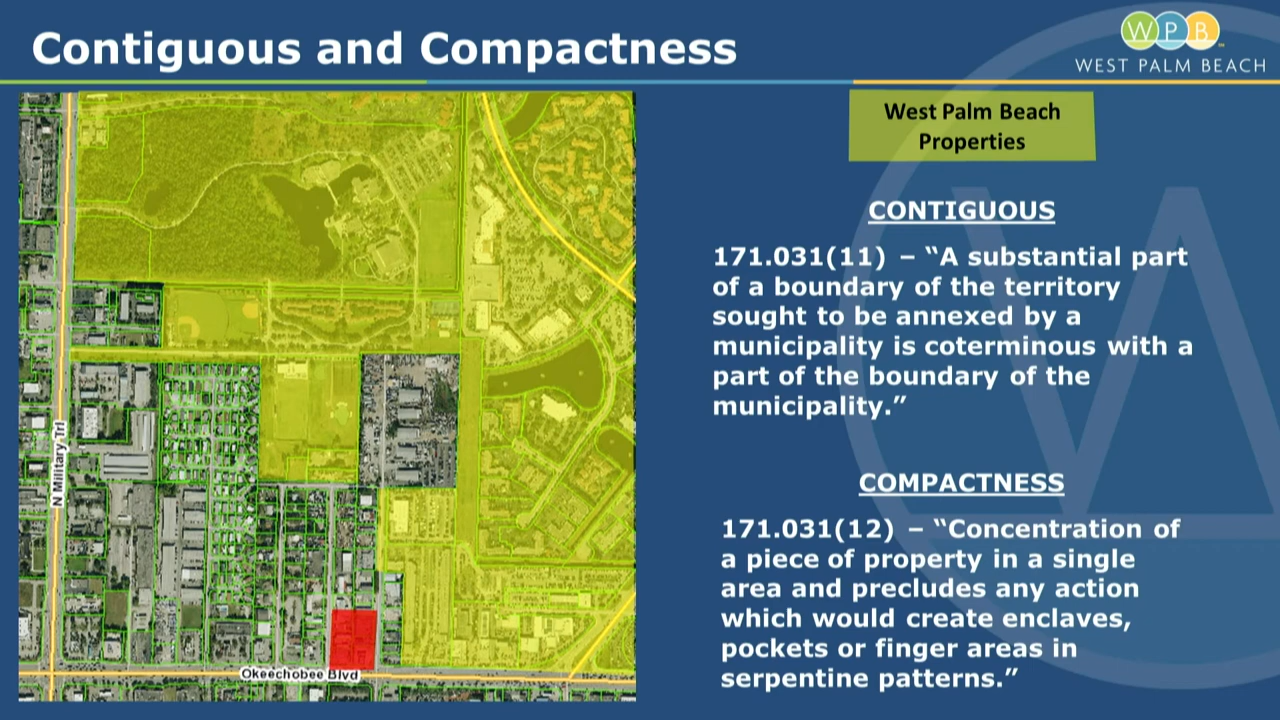 Contiguous and Compactness
WPB
WEST PALM BEACH
West Palm Beach
Properties
CONTIGUOUS
171.031(11) – “A substantial part
of a boundary of the territory
sought to be annexed by a
municipality is coterminous with a
part of the boundary of the
municipality.”
COMPACTNESS
171.031(12) – “Concentration of
a piece of property in a single
area and precludes any action
which would create enclaves,
pockets or finger areas in
serpentine patterns.”
N Military Trl
Okeechobee Blvd